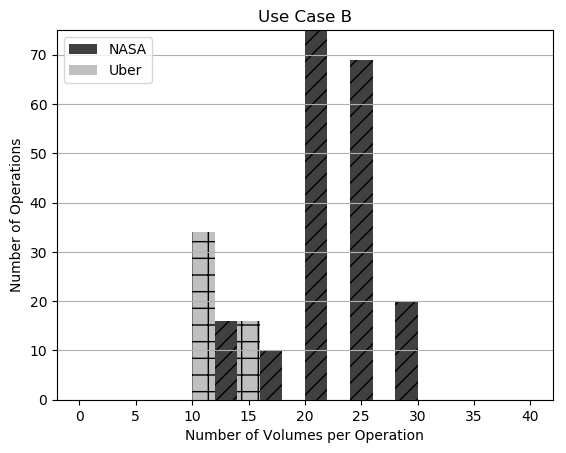 Use Case B
NASA
Uber
Number of Operations
70
60
50
40
30
20
10
0
0 5 10 15 20 25 30 35 40
Number of Volumes per Operation